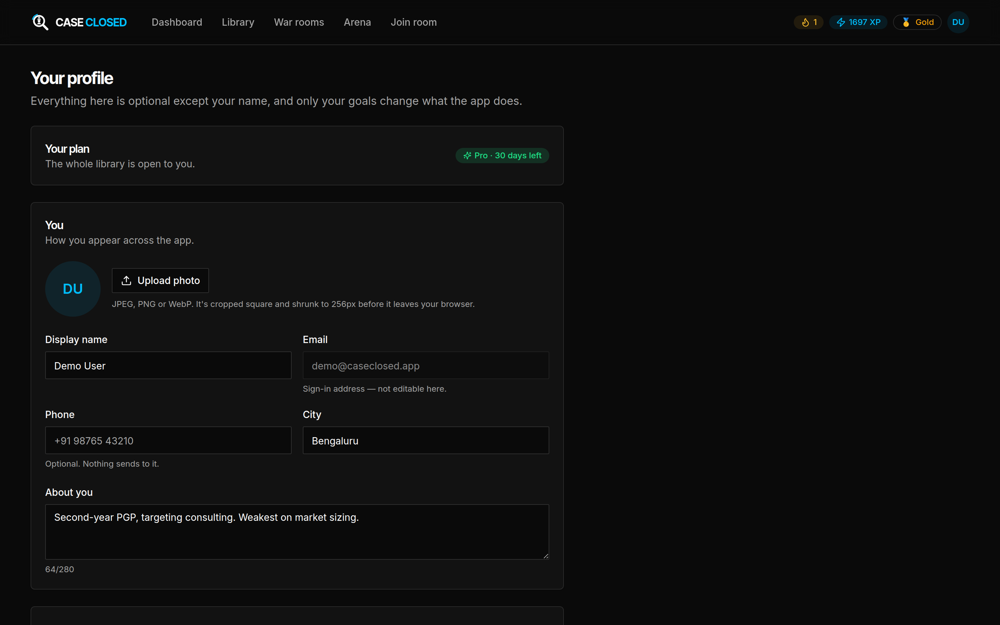 CASE CLOSED Dashboard Library War rooms Arena Join room 1 1697 XP Gold DU
Your profile
Everything here is optional except your name, and only your goals change what the app does.
Your plan
The whole library is open to you.
Pro · 30 days left
You
How you appear across the app.
DU
Upload photo
JPEG, PNG or WebP. It's cropped square and shrunk to 256px before it leaves your browser.
Display name
Demo User
Email
demo@caseclosed.app
Sign-in address — not editable here.
Phone
+91 98765 43210
Optional. Nothing sends to it.
City
Bengaluru
About you
Second-year PGP, targeting consulting. Weakest on market sizing.
64/280